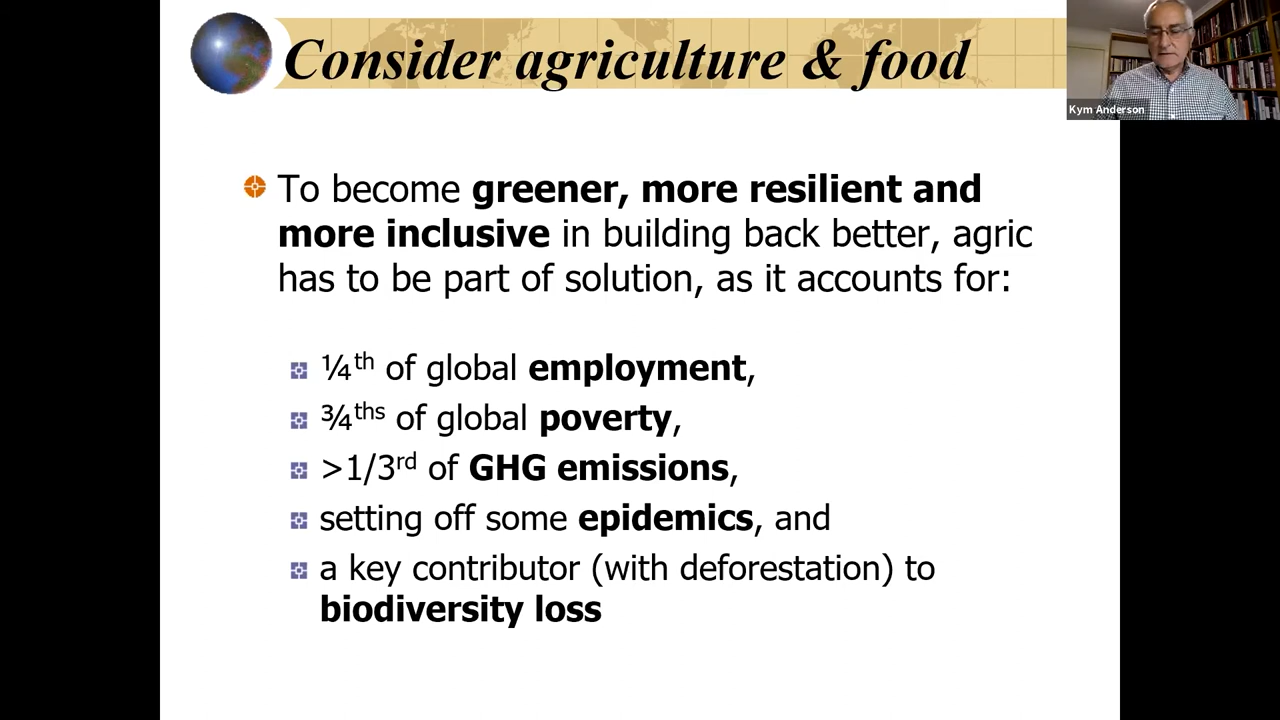 Consider agriculture & food
Kym Anderson
To become greener, more resilient and
more inclusive in building back better, agric
has to be part of solution, as it accounts for:
¼th of global employment,
¾ths of global poverty,
>1/3rd of GHG emissions,
setting off some epidemics, and
a key contributor (with deforestation) to
biodiversity loss